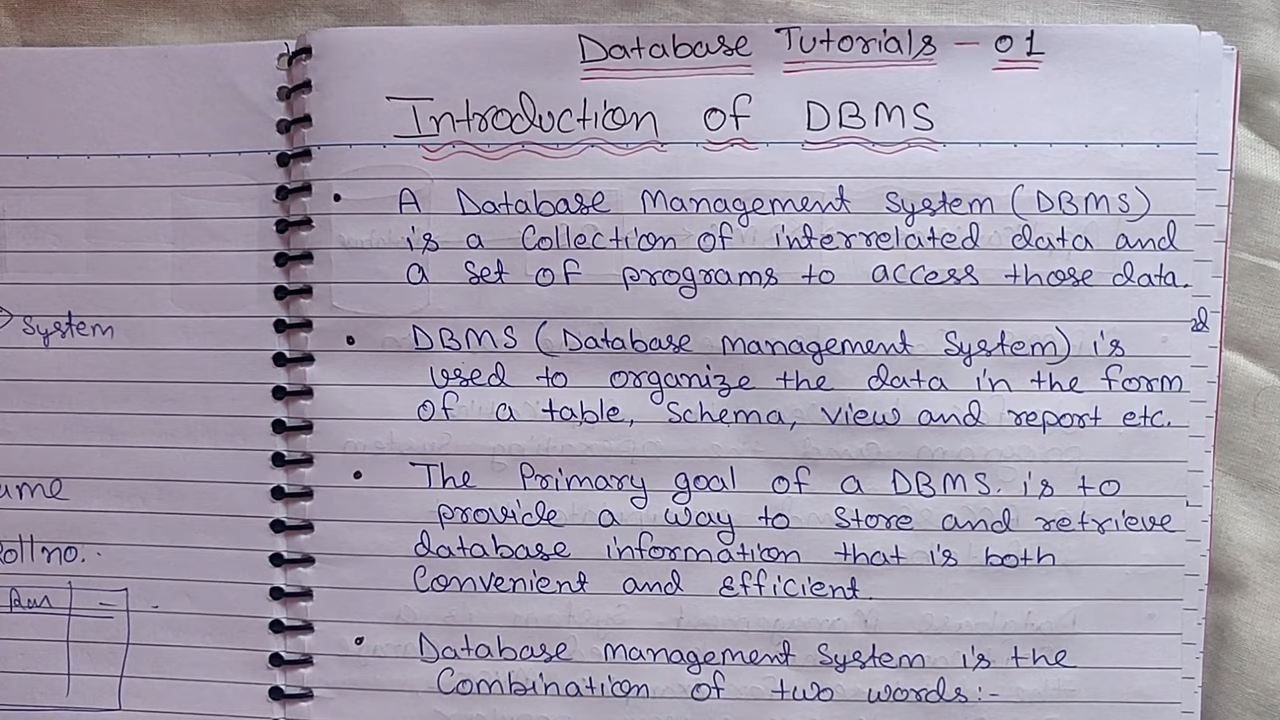 Database Tutorials - 01
Introduction of DBMS
• A Database Management System (DBMS)
is a Collection of interrelated data and
a set of programs to access those data.
• DBMS (Database management System) is
used to organize the data in the form
of a table, Schema, view and report etc.
• The Primary goal of a DBMS. is to
provide a way to Store and retrieve
database information that is both
Convenient and efficient.
• Database management System is the
Combination of two words:-
System
ume
Roll no.